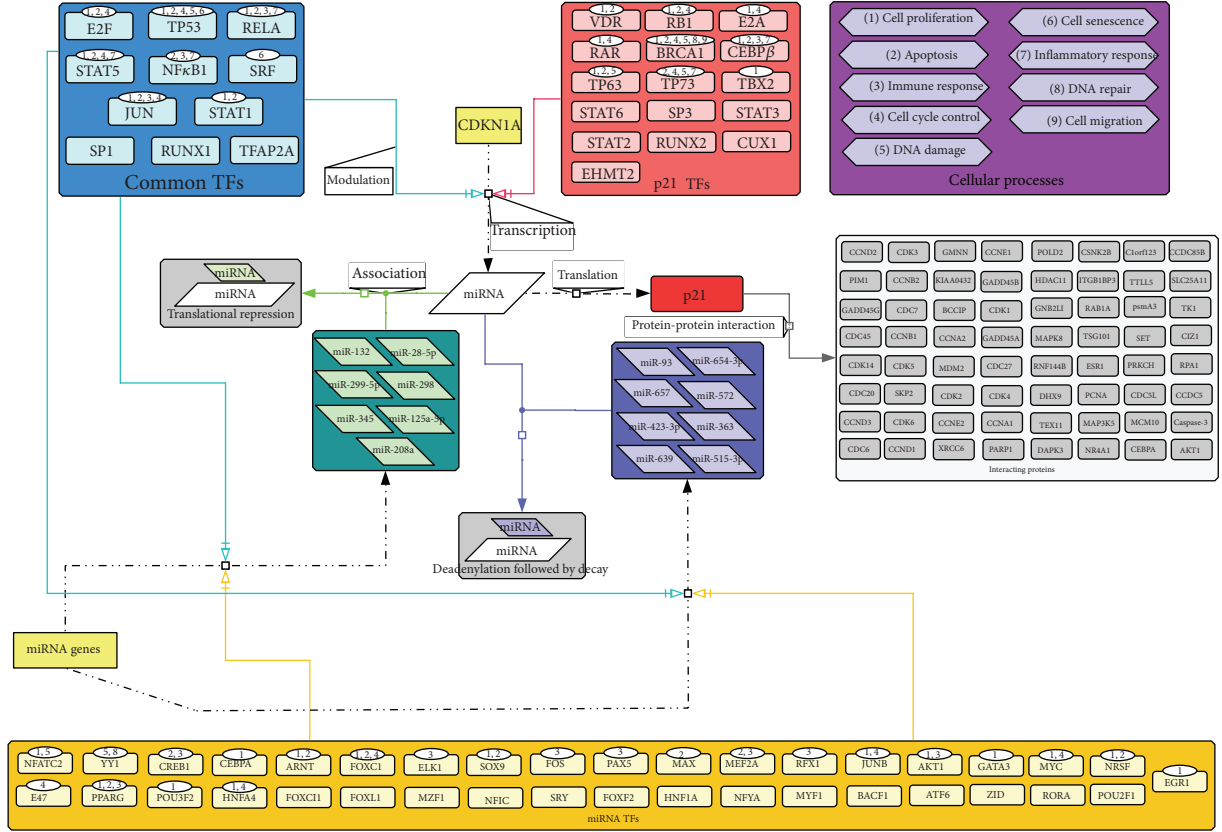 1, 2, 4
E2F
1, 2, 4, 5, 6
TP53
1, 2, 3, 7
RELA
1, 2, 4, 7
STAT5
2, 3, 7
NFκB1
6
SRF
1, 2, 3, 4
JUN
1, 2
STAT1
SP1
RUNX1
TFAP2A
Common TFs
CDKN1A
Modulation
Transcription
1, 2
VDR
1, 2, 4
RB1
1, 4
E2A
1, 4
RAR
1, 2, 4, 5, 8, 9
BRCA1
1, 2, 3, 7
CEBPβ
1, 2, 5
TP63
2, 4, 5, 7
TP73
1
TBX2
STAT6
SP3
STAT3
STAT2
RUNX2
CUX1
EHMT2
p21 TFs
(1) Cell proliferation
(2) Apoptosis
(3) Immune response
(4) Cell cycle control
(5) DNA damage
(6) Cell senescence
(7) Inflammatory response
(8) DNA repair
(9) Cell migration
Cellular processes
miRNA
miRNA
Translational repression
Association
miRNA
Translation
p21
Protein-protein interaction
miR-132
miR-28-5p
miR-299-5p
miR-298
miR-345
miR-125a-5p
miR-208a
miR-93
miR-654-3p
miR-657
miR-572
miR-423-3p
miR-363
miR-639
miR-515-3p
miRNA
miRNA
Deadenylation followed by decay
CCND2 CDK3 GMNN CCNE1 POLD2 CSNK2B C1orf123 CCDC85B
PIM1 CCNB2 KIAA0432 GADD45B HDAC11 ITGB1BP3 TTLL5 SLC25A11
GADD45G CDC7 BCCIP CDK1 GNB2LI RAB1A psmA3 TK1
CDC45 CCNB1 CCNA2 GADD45A MAPK8 TSG101 SET CIZ1
CDK14 CDK5 MDM2 CDC27 RNF144B ESR1 PRKCH RPA1
CDC20 SKP2 CDK2 CDK4 DHX9 PCNA CDC5L CCDC5
CCND3 CDK6 CCNE2 CCNA1 TEX11 MAP3K5 MCM10 Caspase-3
CDC6 CCND1 XRCC6 PARP1 DAPK3 NR4A1 CEBPA AKT1
Interacting proteins
miRNA genes
1, 5
NFATC2
5, 8
YY1
2, 3
CREB1
1
CEBPA
1, 2
ARNT
1, 2, 4
FOXC1
3
ELK1
1, 2
SOX9
3
FOS
3
PAX5
2
MAX
2, 3
MEF2A
3
RFX1
1, 4
JUNB
1, 3
AKT1
1
GATA3
1, 4
MYC
1, 2
NRSF
1
EGR1
4
E47
1, 2, 3
PPARG
1
POU3F2
1, 4
HNFA4
FOXCI1
FOXL1
MZF1
NFIC
SRY
FOXF2
HNF1A
NFYA
MYF1
BACF1
ATF6
ZID
RORA
POU2F1
miRNA TFs